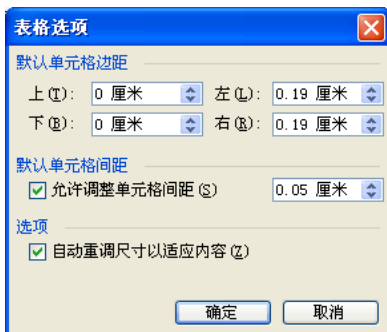 表格选项
默认单元格边距
上(T): 0 厘米 左(L): 0.19 厘米
下(B): 0 厘米 右(R): 0.19 厘米
默认单元格间距
允许调整单元格间距(S) 0.05 厘米
选项
自动重调尺寸以适应内容(Z)
确定 取消